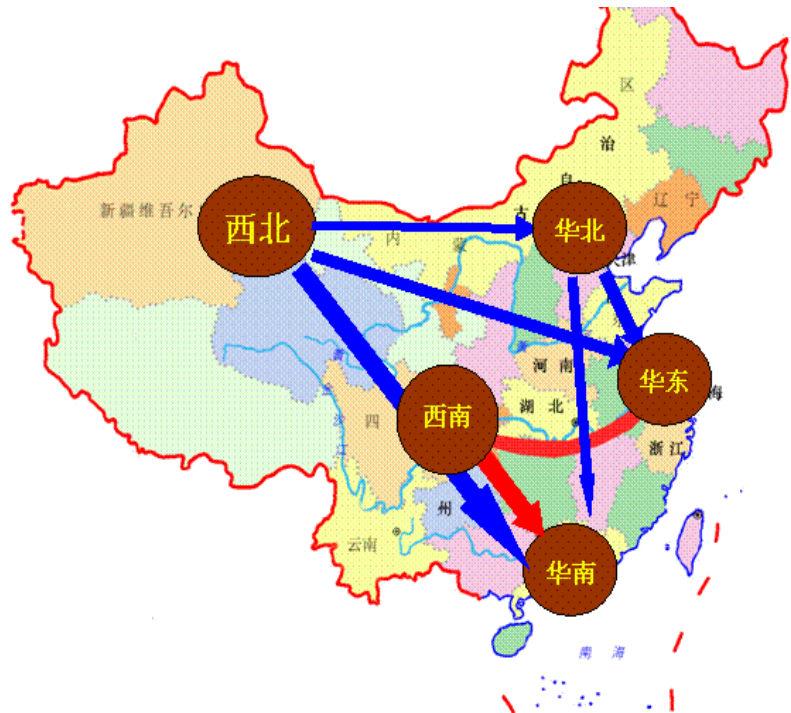 区
治
自
古
内
蒙
辽 宁
新疆维吾尔
西北
华北
天津
河 南
华东
海
西南
四
湖 北
浙江
州
云南
华南
南 海